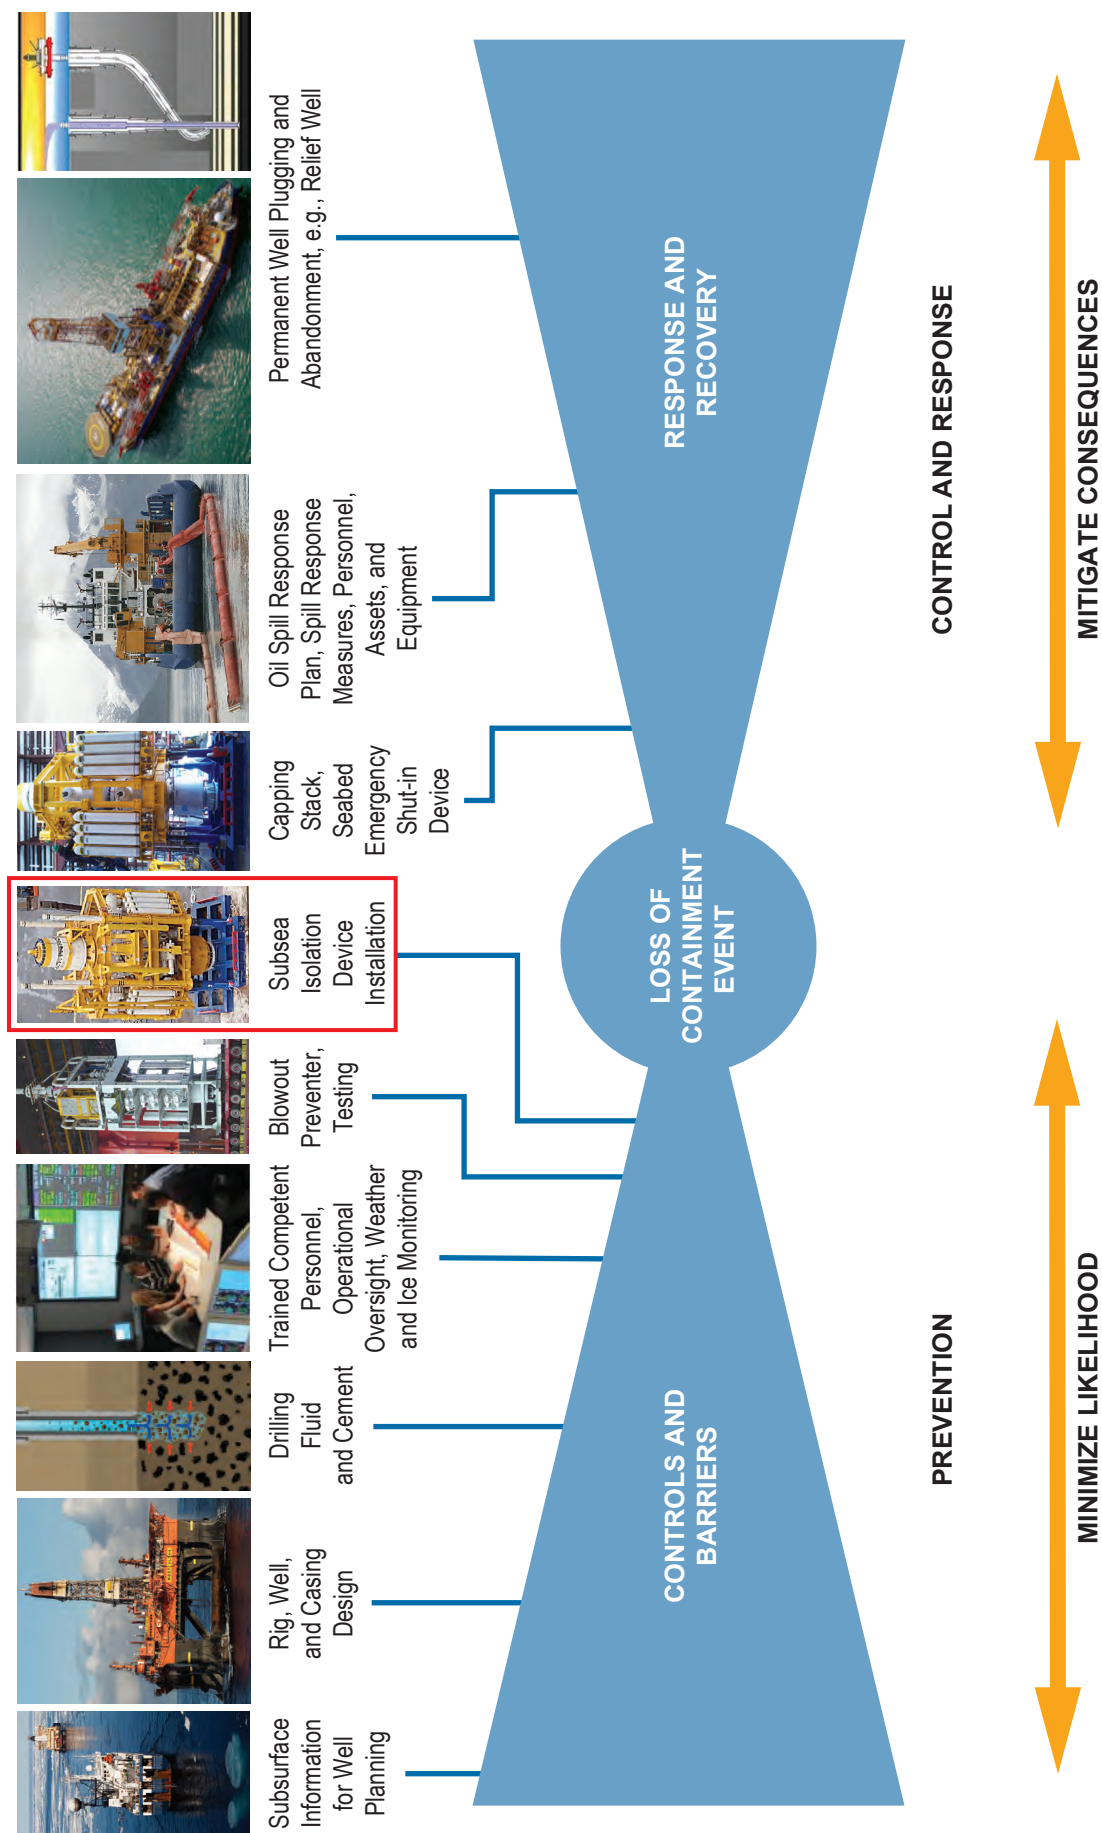 Subsurface
Information
for Well
Planning
Rig, Well,
and Casing
Design
Drilling
Fluid
and Cement
Trained Competent
Personnel,
Operational
Oversight, Weather
and Ice Monitoring
Blowout
Preventer,
Testing
Subsea
Isolation
Device
Installation
Capping
Stack,
Seabed
Emergency
Shut-in
Device
Oil Spill Response
Plan, Spill Response
Measures, Personnel,
Assets, and
Equipment
Permanent Well Plugging and
Abandonment, e.g., Relief Well
CONTROLS AND
BARRIERS
LOSS OF
CONTAINMENT
EVENT
RESPONSE AND
RECOVERY
PREVENTION
CONTROL AND RESPONSE
MINIMIZE LIKELIHOOD
MITIGATE CONSEQUENCES